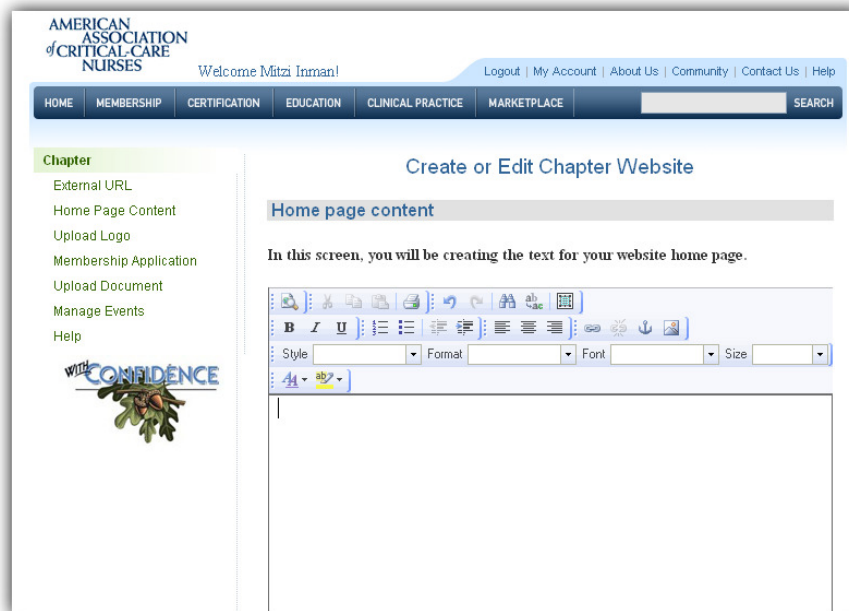 AMERICAN
ASSOCIATION
of CRITICAL-CARE
NURSES
Welcome Mitzi Inman!
Logout | My Account | About Us | Community | Contact Us | Help
HOME MEMBERSHIP CERTIFICATION EDUCATION CLINICAL PRACTICE MARKETPLACE SEARCH
Chapter
External URL
Home Page Content
Upload Logo
Membership Application
Upload Document
Manage Events
Help
WITH CONFIDENCE
Create or Edit Chapter Website
Home page content
In this screen, you will be creating the text for your website home page.
B I U
Style Format Font Size